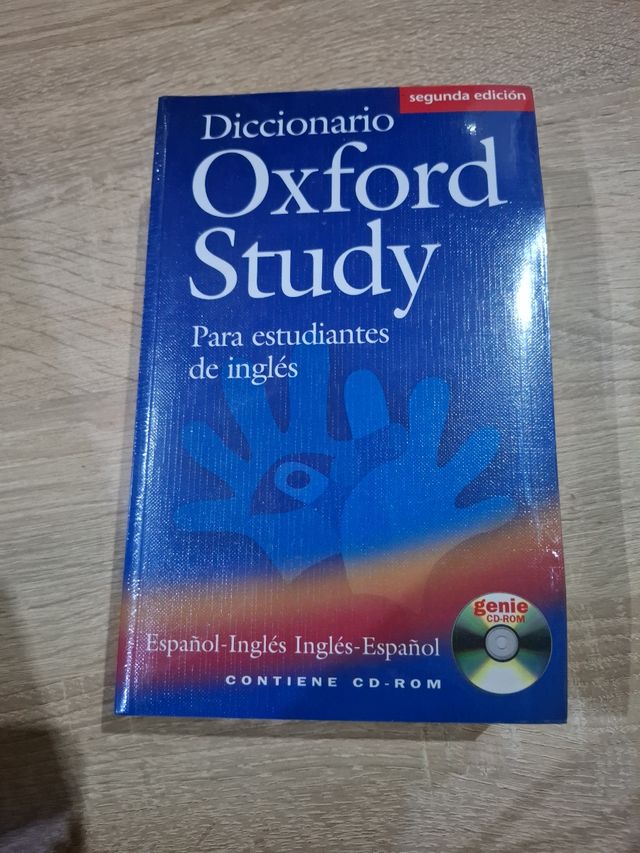 segunda edición
Diccionario
Oxford
Study
Para estudiantes
de inglés
genie
CD-ROM
Español-Inglés Inglés-Español
CONTIENE CD-ROM